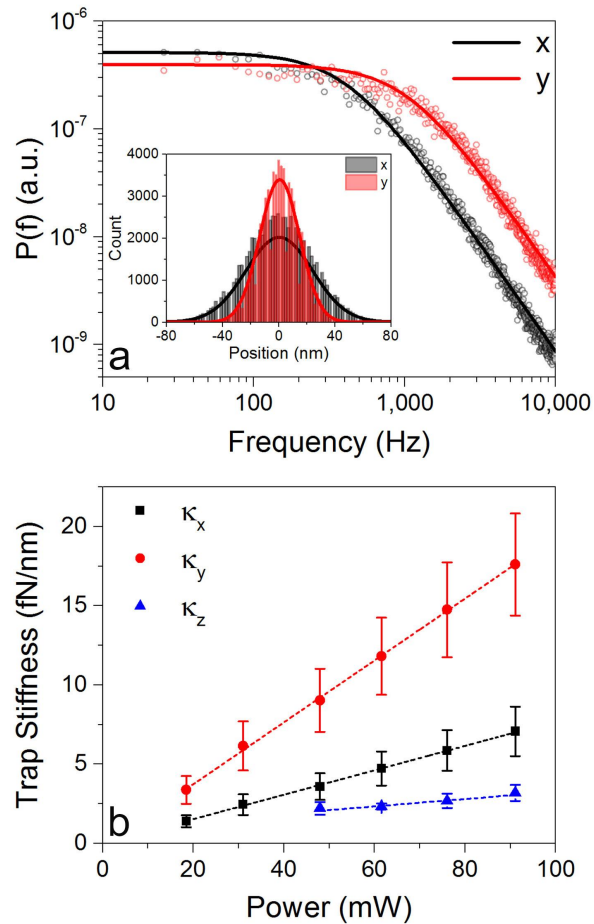 10⁻⁶
10⁻⁷
10⁻⁸
10⁻⁹
P(f) (a.u.)
x
y
4000
3000
2000
1000
0
Count
x
y
-80 -40 0 40 80
Position (nm)
a
10 100 1,000 10,000
Frequency (Hz)
20
15
10
5
0
Trap Stiffness (fN/nm)
κx
κy
κz
b
0 20 40 60 80 100
Power (mW)